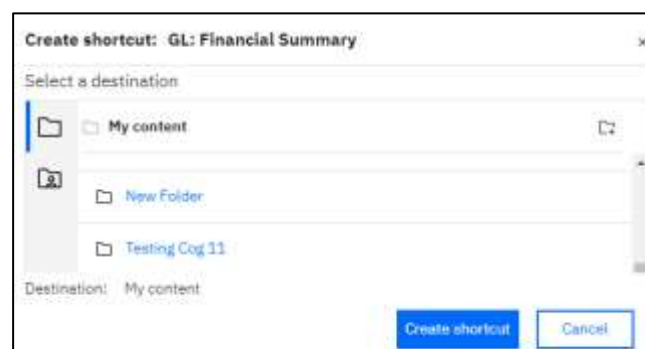 Create shortcut: GL: Financial Summary
Select a destination
My content
New Folder
Testing Cog 11
Destination: My content
Create shortcut Cancel